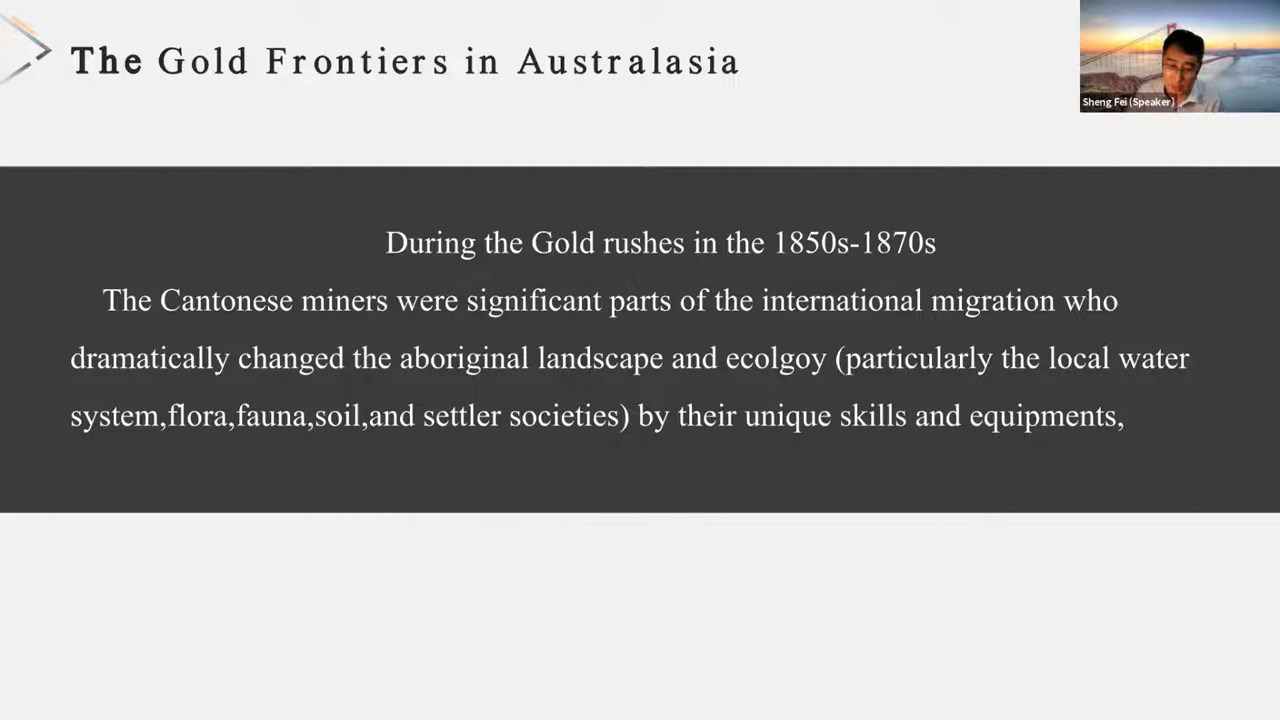 The Gold Frontiers in Australasia
Sheng Fei (Speaker)
During the Gold rushes in the 1850s-1870s
The Cantonese miners were significant parts of the international migration who
dramatically changed the aboriginal landscape and ecolgoy (particularly the local water
system,flora,fauna,soil,and settler societies) by their unique skills and equipments,